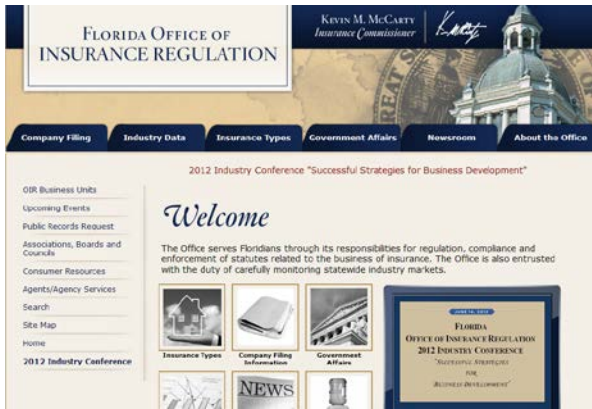 FLORIDA OFFICE OF
INSURANCE REGULATION
KEVIN M. MCCARTY
Insurance Commissioner
GREAT S
Company Filing
Industry Data
Insurance Types
Government Affairs
Newsroom
About the Office
2012 Industry Conference "Successful Strategies for Business Development"
OIR Business Units
Upcoming Events
Public Records Request
Associations, Boards and
Councils
Consumer Resources
Agents/Agency Services
Search
Site Map
Home
2012 Industry Conference
Welcome
The Office serves Floridians through its responsibilities for regulation, compliance and
enforcement of statutes related to the business of insurance. The Office is also entrusted
with the duty of carefully monitoring statewide industry markets.
Insurance Types
Company Filing
Information
Government
Affairs
NEWS
FLORIDA
OFFICE OF INSURANCE REGULATION
2012 INDUSTRY CONFERENCE
"SUCCESSFUL STRATEGIES
FOR
BUSINESS DEVELOPMENT"